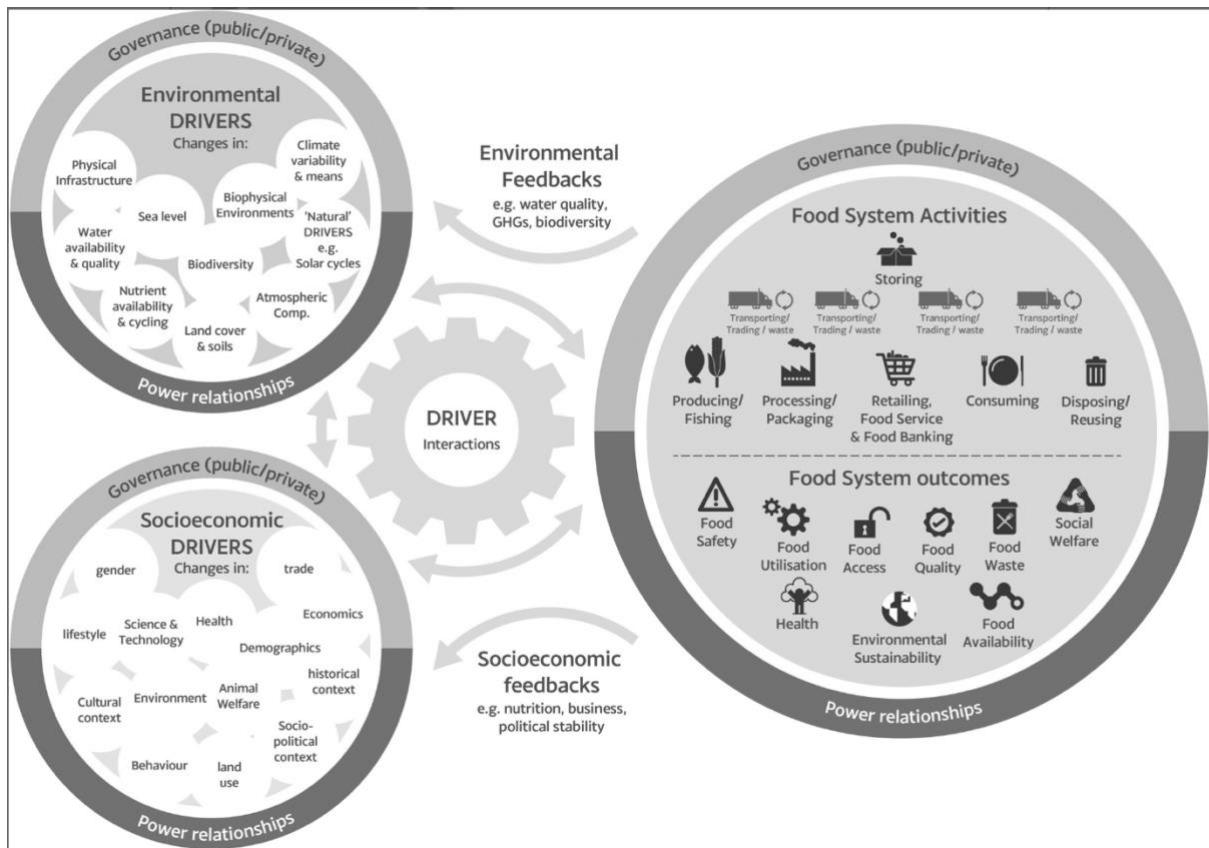 Governance (public/private)
Environmental
DRIVERS
Changes in:
Physical
Infrastructure
Sea level
Biophysical
Environments
Climate
variability
& means
Water
availability
& quality
Biodiversity
'Natural'
DRIVERS
e.g.
Solar cycles
Nutrient
availability
& cycling
Land cover
& soils
Atmospheric
Comp.
Power relationships
Environmental
Feedbacks
e.g. water quality,
GHGs, biodiversity
DRIVER
Interactions
Governance (public/private)
Socioeconomic
DRIVERS
Changes in:
gender
trade
lifestyle
Science &
Technology
Health
Economics
Demographics
Cultural
context
Environment
Animal
Welfare
historical
context
Behaviour
land
use
Socio-
political
context
Power relationships
Socioeconomic
feedbacks
e.g. nutrition, business,
political stability
Governance (public/private)
Food System Activities
Storing
Transporting/
Trading / waste
Transporting/
Trading / waste
Transporting/
Trading / waste
Transporting/
Trading / waste
Producing/
Fishing
Processing/
Packaging
Retailing,
Food Service
& Food Banking
Consuming
Disposing/
Reusing
Food System outcomes
Food
Safety
Food
Utilisation
Food
Access
Food
Quality
Food
Waste
Social
Welfare
Health
Environmental
Sustainability
Food
Availability
Power relationships